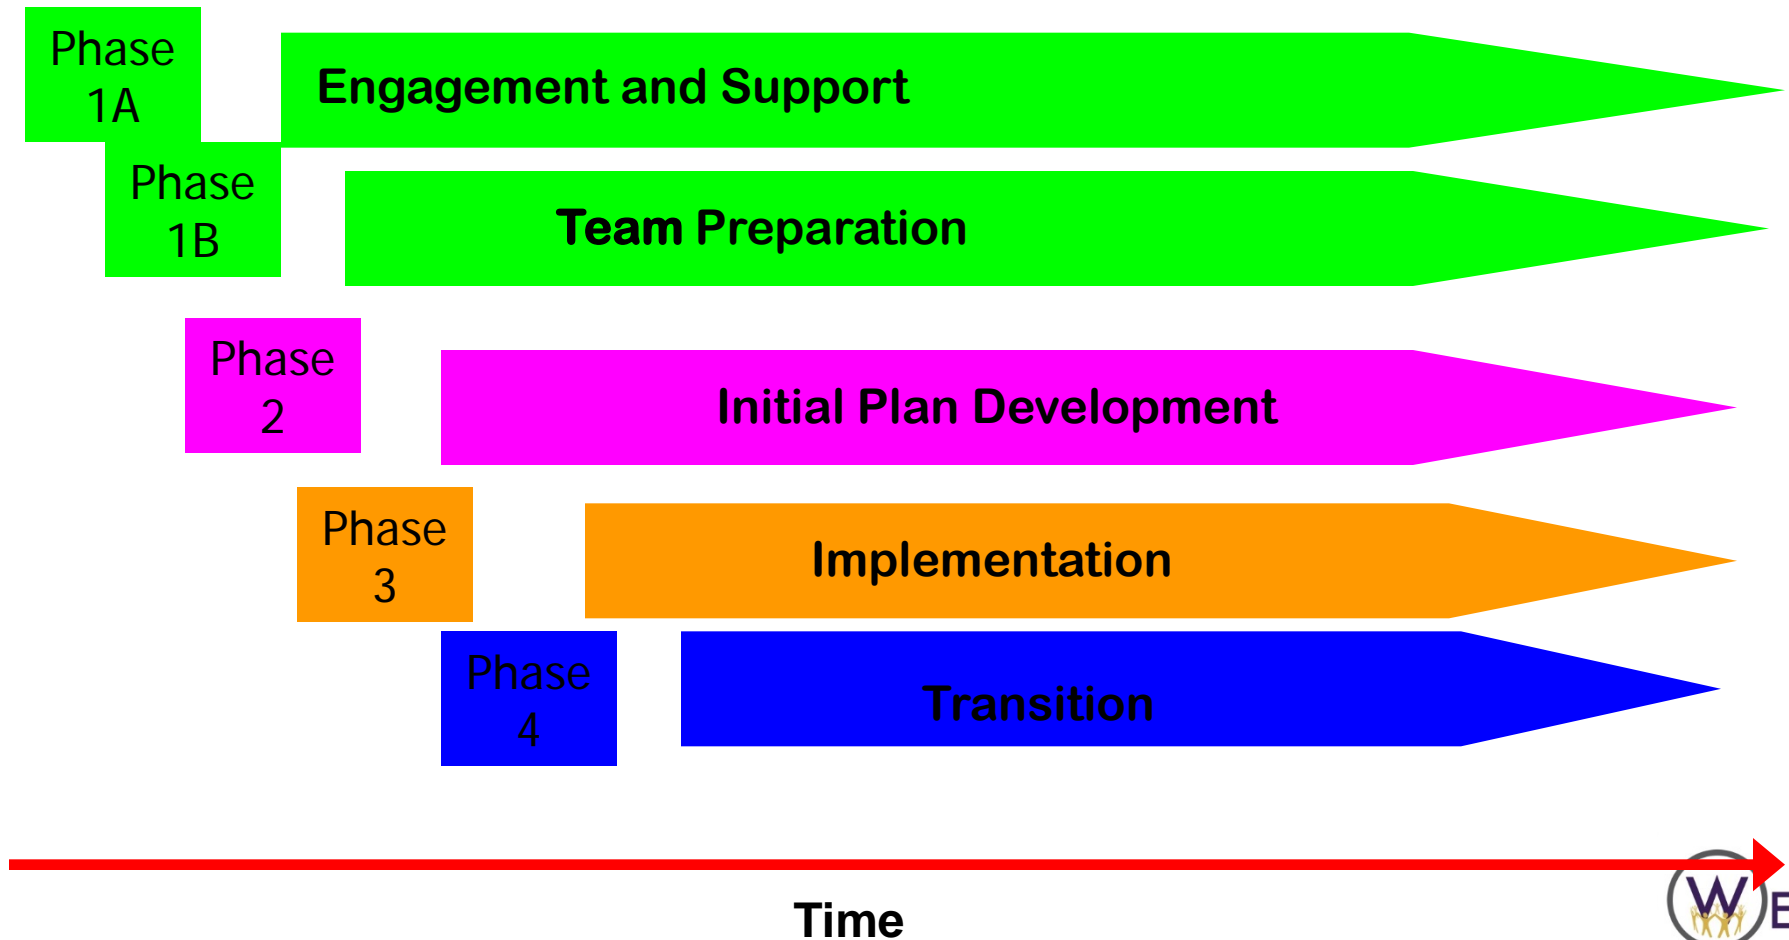 Phase
1A
Engagement and Support
Phase
1B
Team Preparation
Phase
2
Initial Plan Development
Phase
3
Implementation
Phase
4
Transition
Time
W
E